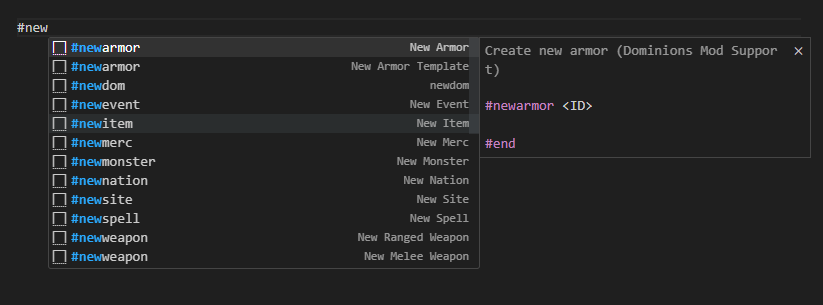 #new
#newarmor New Armor
#newarmor New Armor Template
#newdom newdom
#newevent New Event
#newitem New Item
#newmerc New Merc
#newmonster New Monster
#newnation New Nation
#newsite New Site
#newspell New Spell
#newweapon New Ranged Weapon
#newweapon New Melee Weapon
Create new armor (Dominions Mod Suppor
t)
#newarmor <ID>
#end